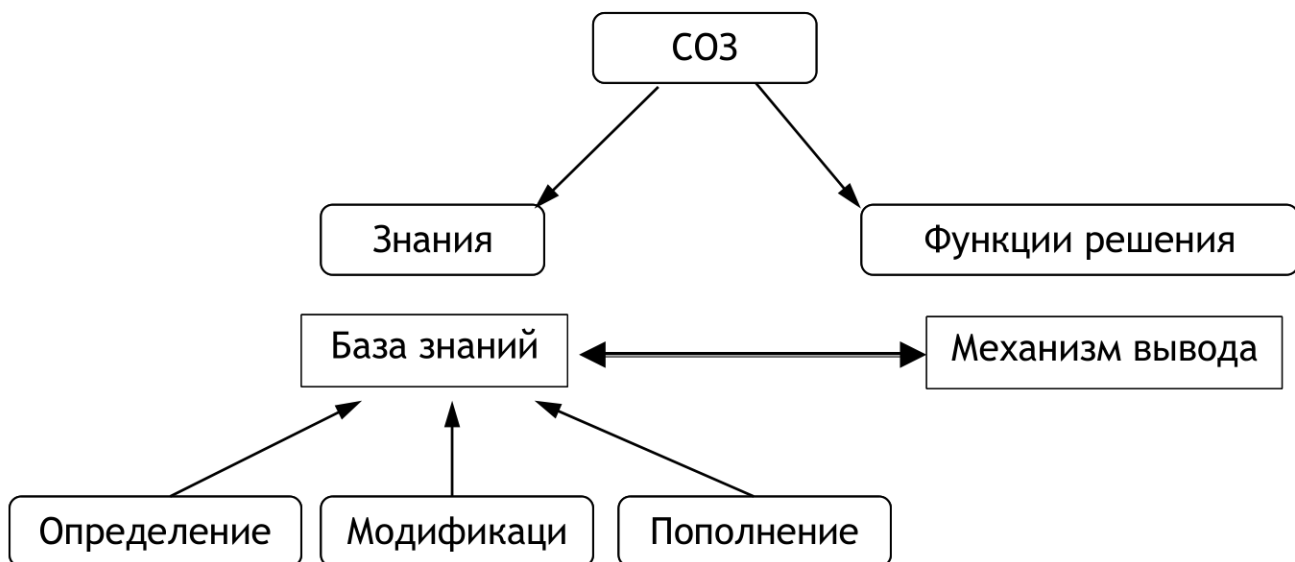 СОЗ
Знания
Функции решения
База знаний
Механизм вывода
Определение
Модификаци
Пополнение